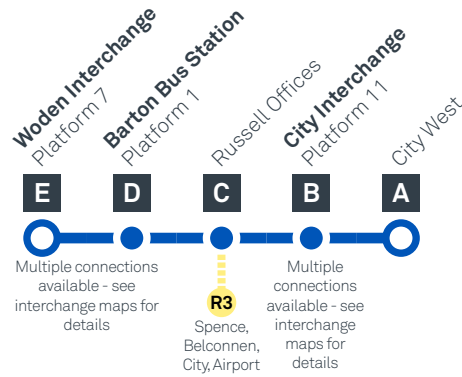 Woden Interchange
Platform 7
Barton Bus Station
Platform 1
Russell Offices
City Interchange
Platform 11
City West
E
D
C
B
A
Multiple connections
available - see
interchange maps for
details
R3
Spence,
Belconnen,
City, Airport
Multiple
connections
available - see
interchange
maps for
details